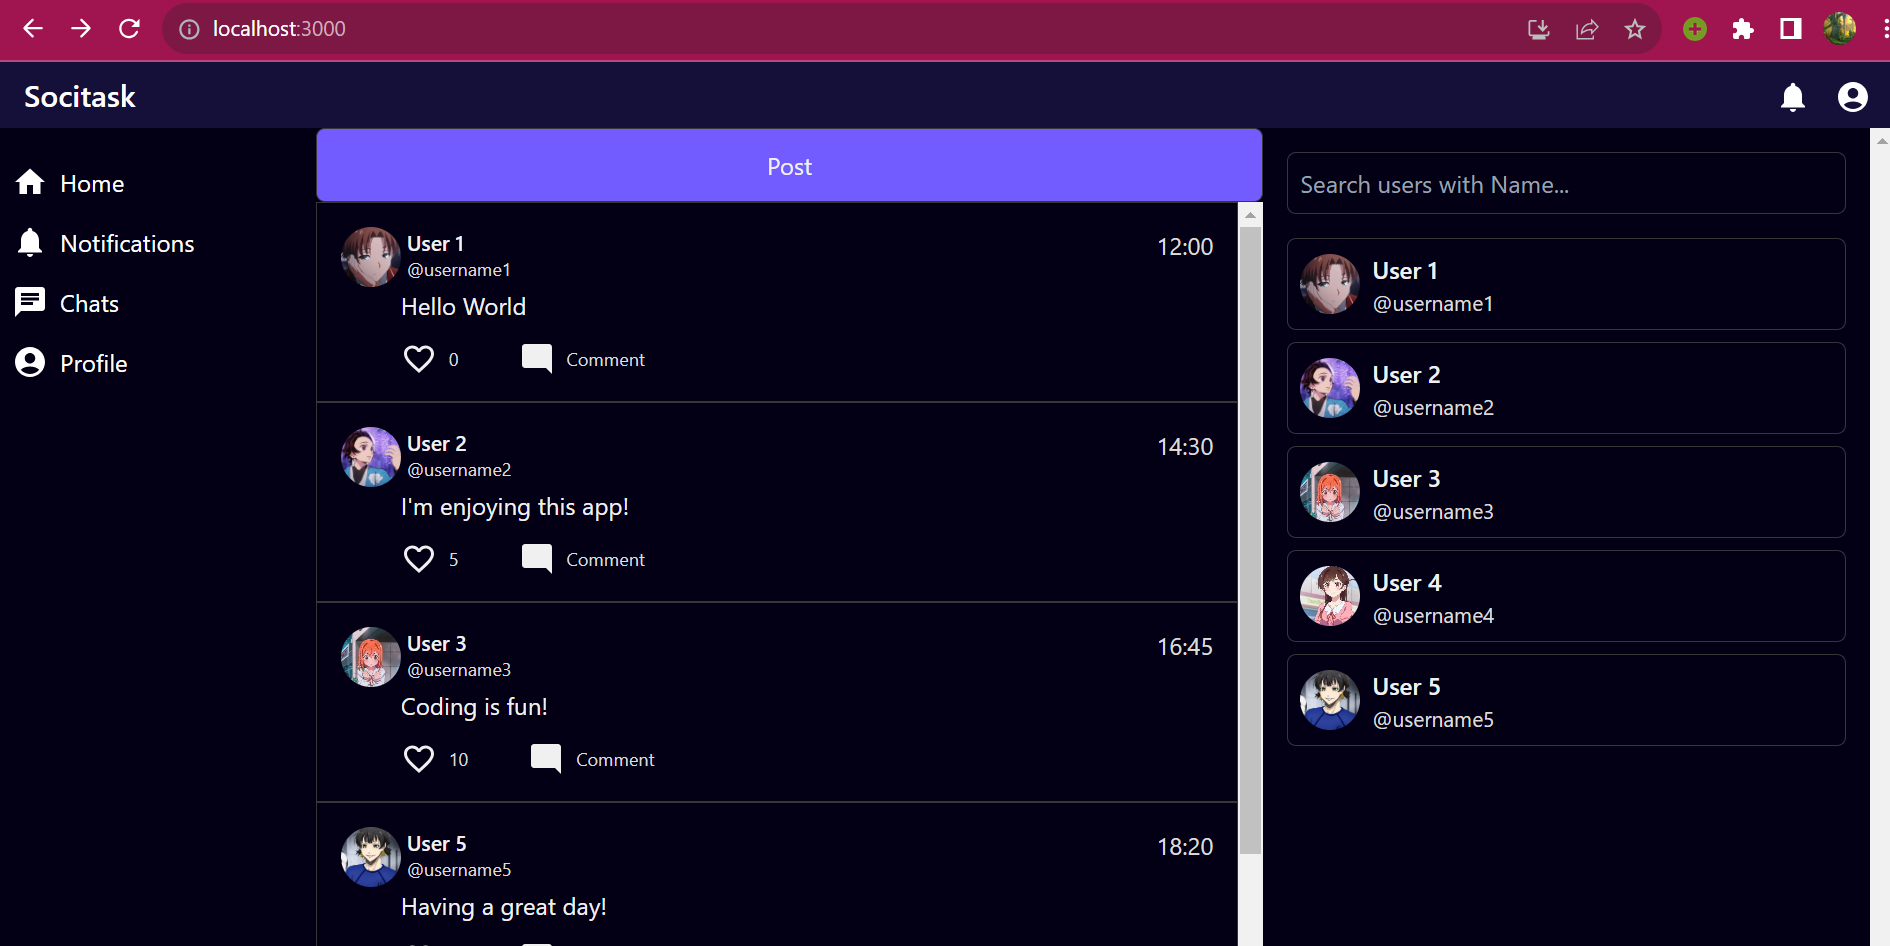 localhost:3000
Socitask
Home
Notifications
Chats
Profile
Post
User 1
@username1
12:00
Hello World
0
Comment
User 2
@username2
14:30
I'm enjoying this app!
5
Comment
User 3
@username3
16:45
Coding is fun!
10
Comment
User 5
@username5
18:20
Having a great day!
Search users with Name...
User 1
@username1
User 2
@username2
User 3
@username3
User 4
@username4
User 5
@username5